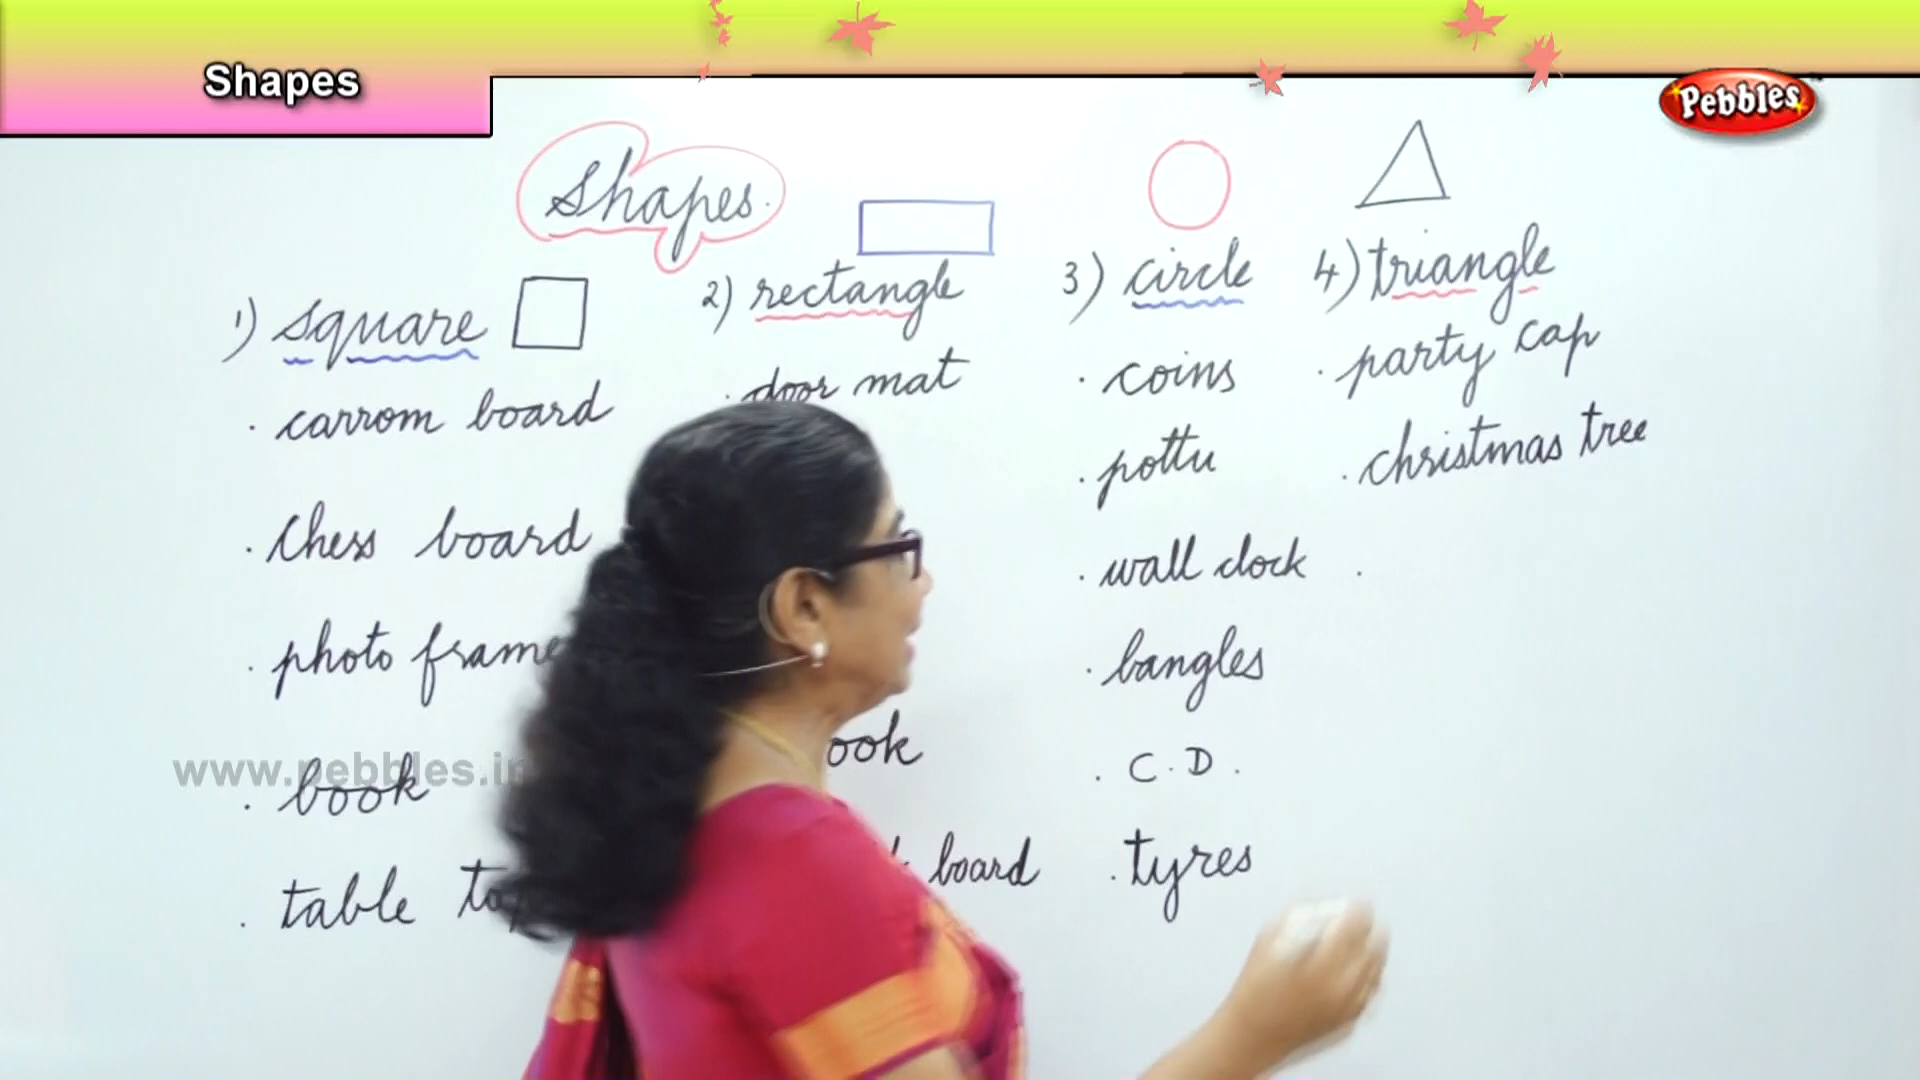 Shapes
Pebbles
Shapes.
1) square
· carrom board
· chess board
· photo frame
· book
· table top
2) rectangle
· door mat
board
3) circle
· coins
· pottu
· wall clock
· bangles
· C.D.
· tyres
4) triangle
· party cap
· christmas tree
·
www.pebbles.in